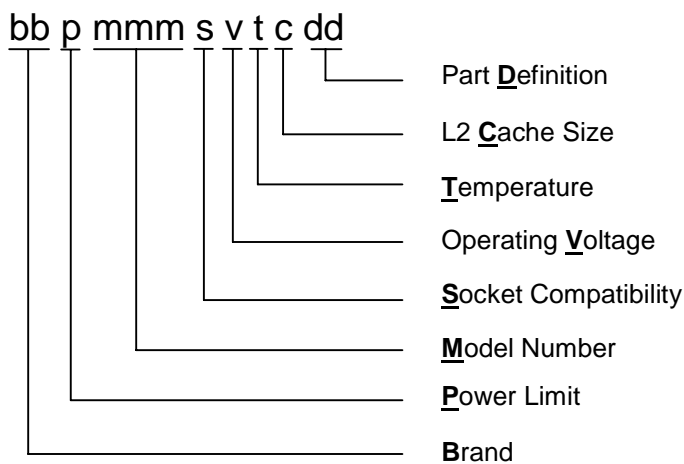 bb p mmm s v t c dd
Part Definition
L2 Cache Size
Temperature
Operating Voltage
Socket Compatibility
Model Number
Power Limit
Brand